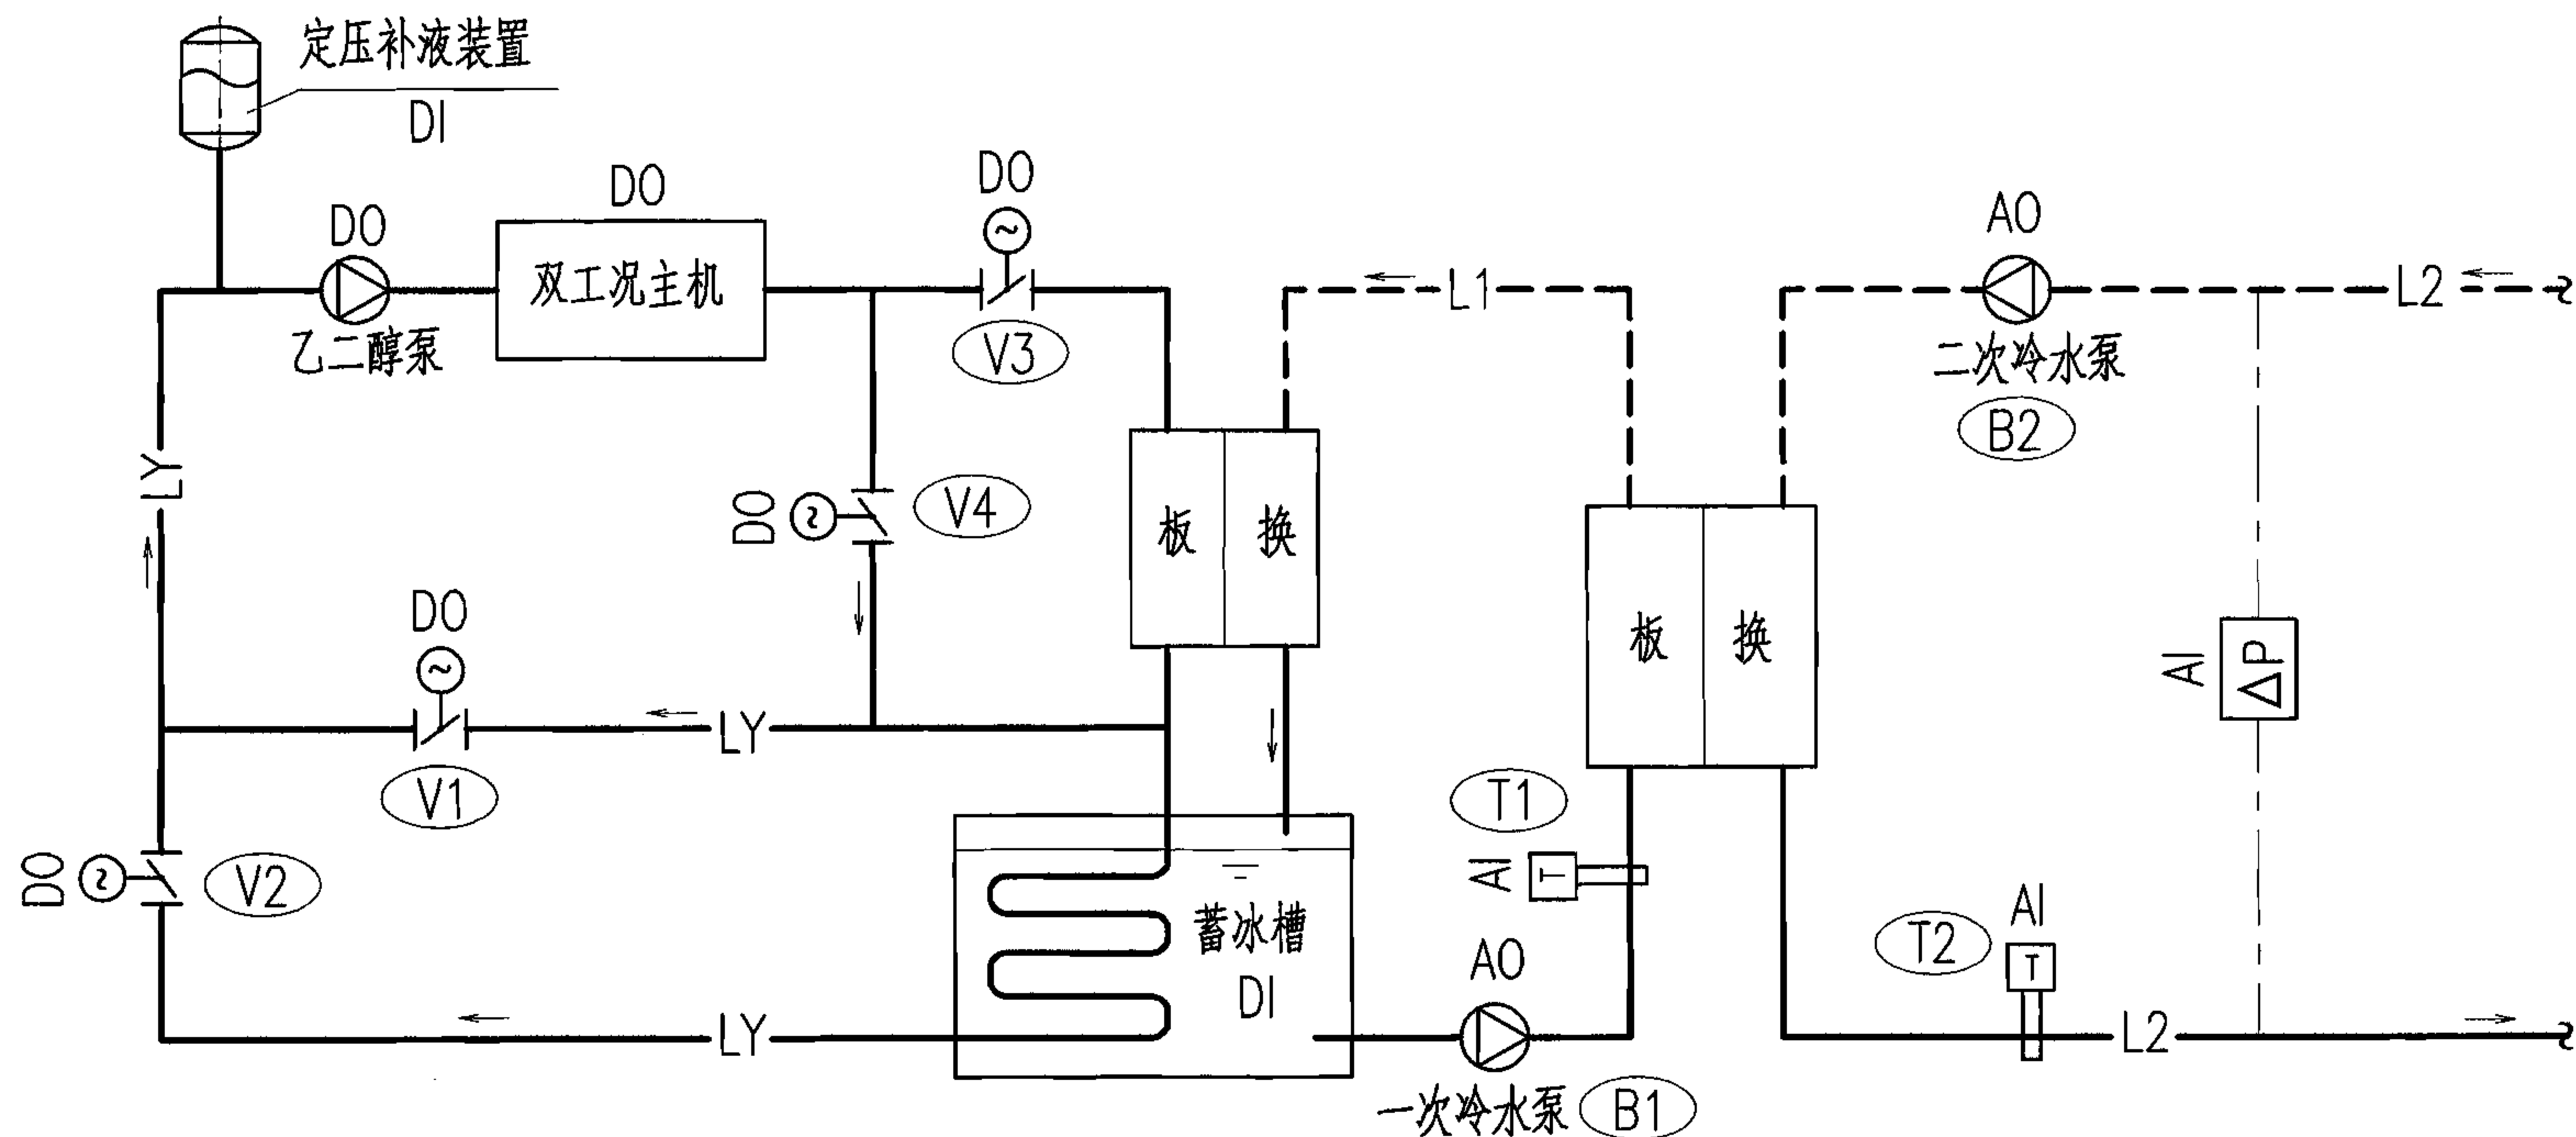 定压补液装置
DI
DO
双工况主机
DO
乙二醇泵
DO
V3
L1
AO
二次冷水泵
B2
L2
LY
DO
V4
板 换
板 换
AI
ΔP
DO
V1
LY
DO
V2
T1
AI
T
蓄冰槽
DI
LY
AO
一次冷水泵
B1
T2
AI
T
L2